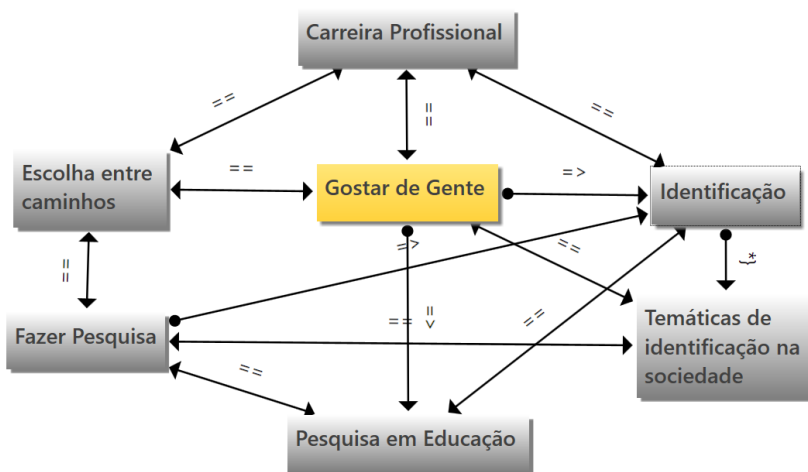 Carreira Profissional
==
==
==
Escolha entre
caminhos
==
Gostar de Gente
=>
Identificação
==
=>
==
*}
==
=>
==
Fazer Pesquisa
==
Temáticas de
identificação na
sociedade
==
Pesquisa em Educação